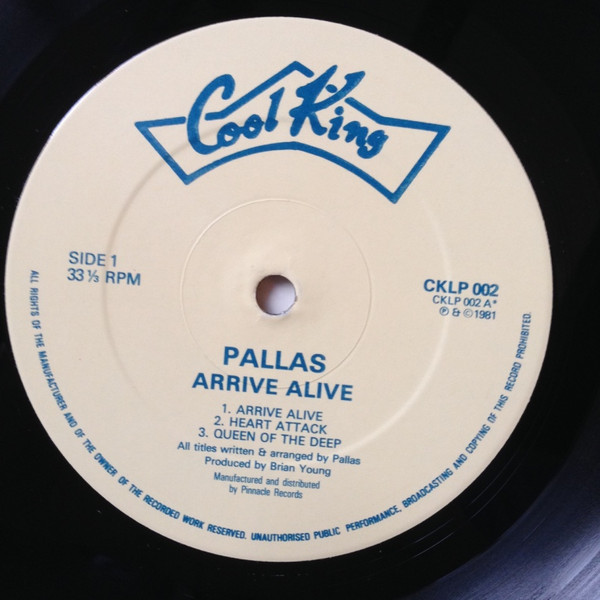 Cool King
SIDE 1
33 ⅓ RPM
CKLP 002
CKLP 002 A*
℗ & © 1981
PALLAS
ARRIVE ALIVE
1. ARRIVE ALIVE
2. HEART ATTACK
3. QUEEN OF THE DEEP
All titles written & arranged by Pallas
Produced by Brian Young
Manufactured and distributed
by Pinnacle Records
ALL RIGHTS OF THE MANUFACTURER AND OF THE OWNER OF THE RECORDED WORK RESERVED. UNAUTHORISED PUBLIC PERFORMANCE, BROADCASTING AND COPYING OF THIS RECORD PROHIBITED.